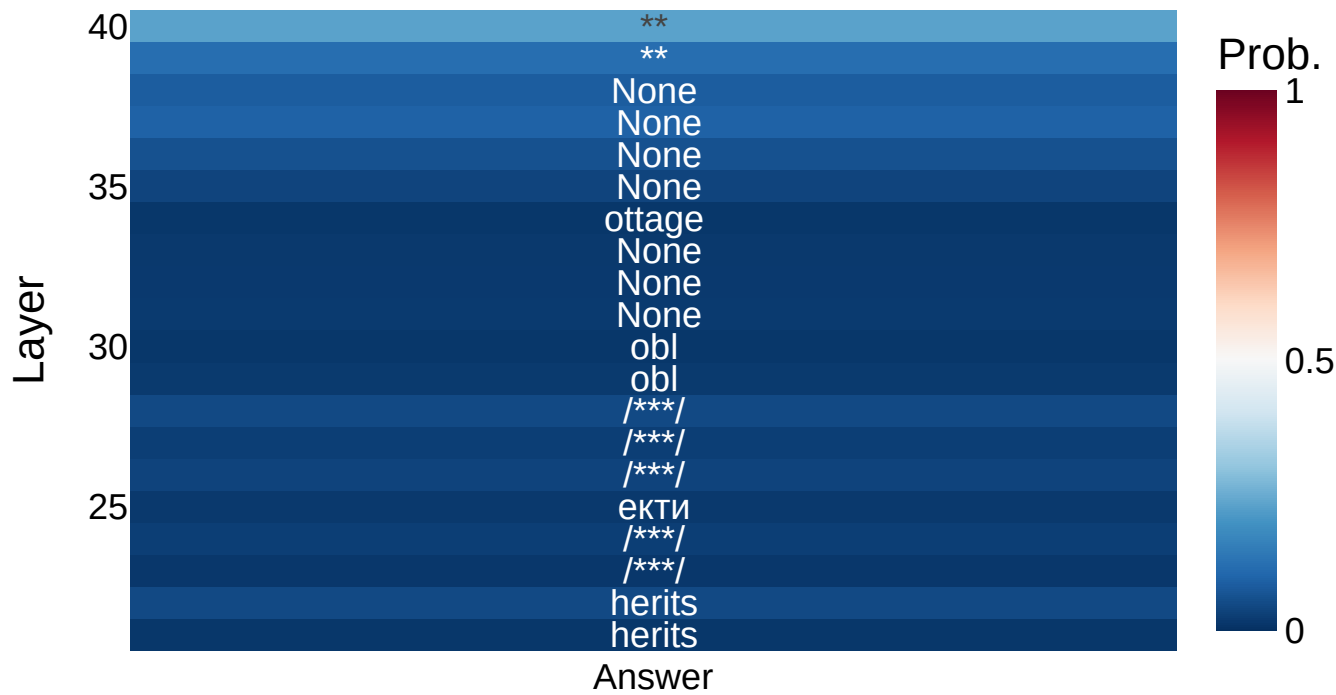 40
**
**
None
None
None
35
None
ottage
None
None
None
30
obl
obl
/***/
/***/
/***/
25
екти
/***/
/***/
herits
herits
Layer
Answer
Prob.
1
0.5
0